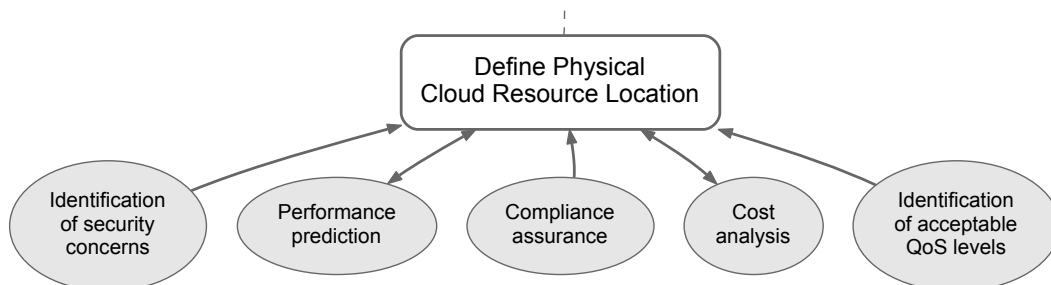 Define Physical
Cloud Resource Location
Identification
of security
concerns
Performance
prediction
Compliance
assurance
Cost
analysis
Identification
of acceptable
QoS levels